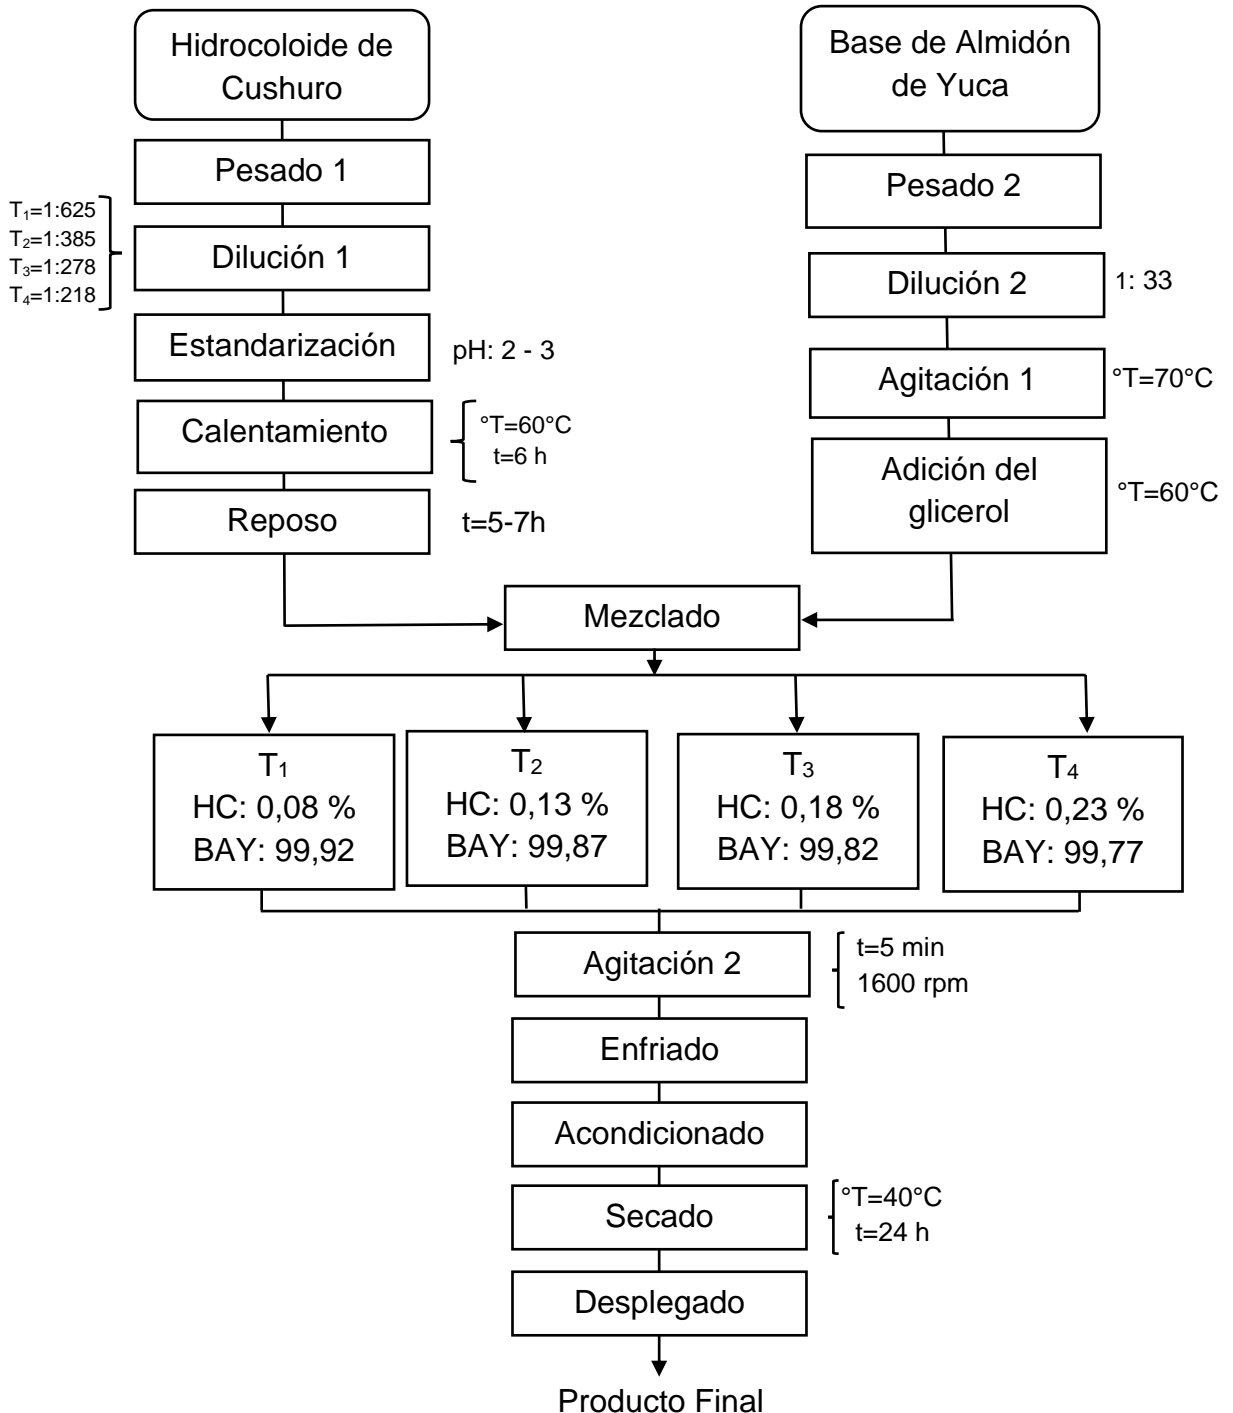 Hidrocoloide de
Cushuro
Pesado 1
T₁=1:625
T₂=1:385
T₃=1:278
T₄=1:218
Dilución 1
Estandarización
pH: 2 - 3
Calentamiento
°T=60°C
t=6 h
Reposo
t=5-7h
Base de Almidón
de Yuca
Pesado 2
Dilución 2
1: 33
Agitación 1
°T=70°C
Adición del
glicerol
°T=60°C
Mezclado
T₁
HC: 0,08 %
BAY: 99,92
T₂
HC: 0,13 %
BAY: 99,87
T₃
HC: 0,18 %
BAY: 99,82
T₄
HC: 0,23 %
BAY: 99,77
Agitación 2
t=5 min
1600 rpm
Enfriado
Acondicionado
Secado
°T=40°C
t=24 h
Desplegado
Producto Final